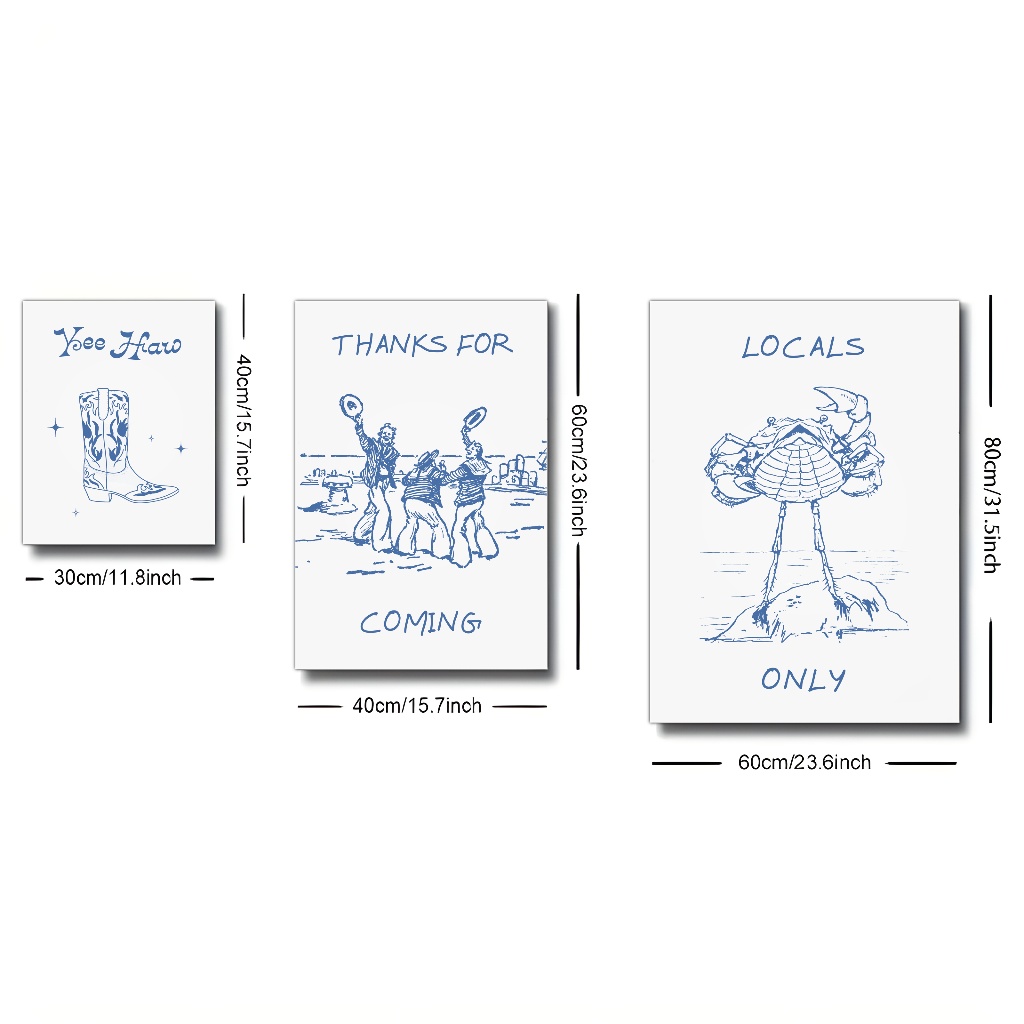 Yee Haw
40cm/15.7inch
30cm/11.8inch
THANKS FOR
COMING
60cm/23.6inch
40cm/15.7inch
LOCALS
ONLY
80cm/31.5inch
60cm/23.6inch